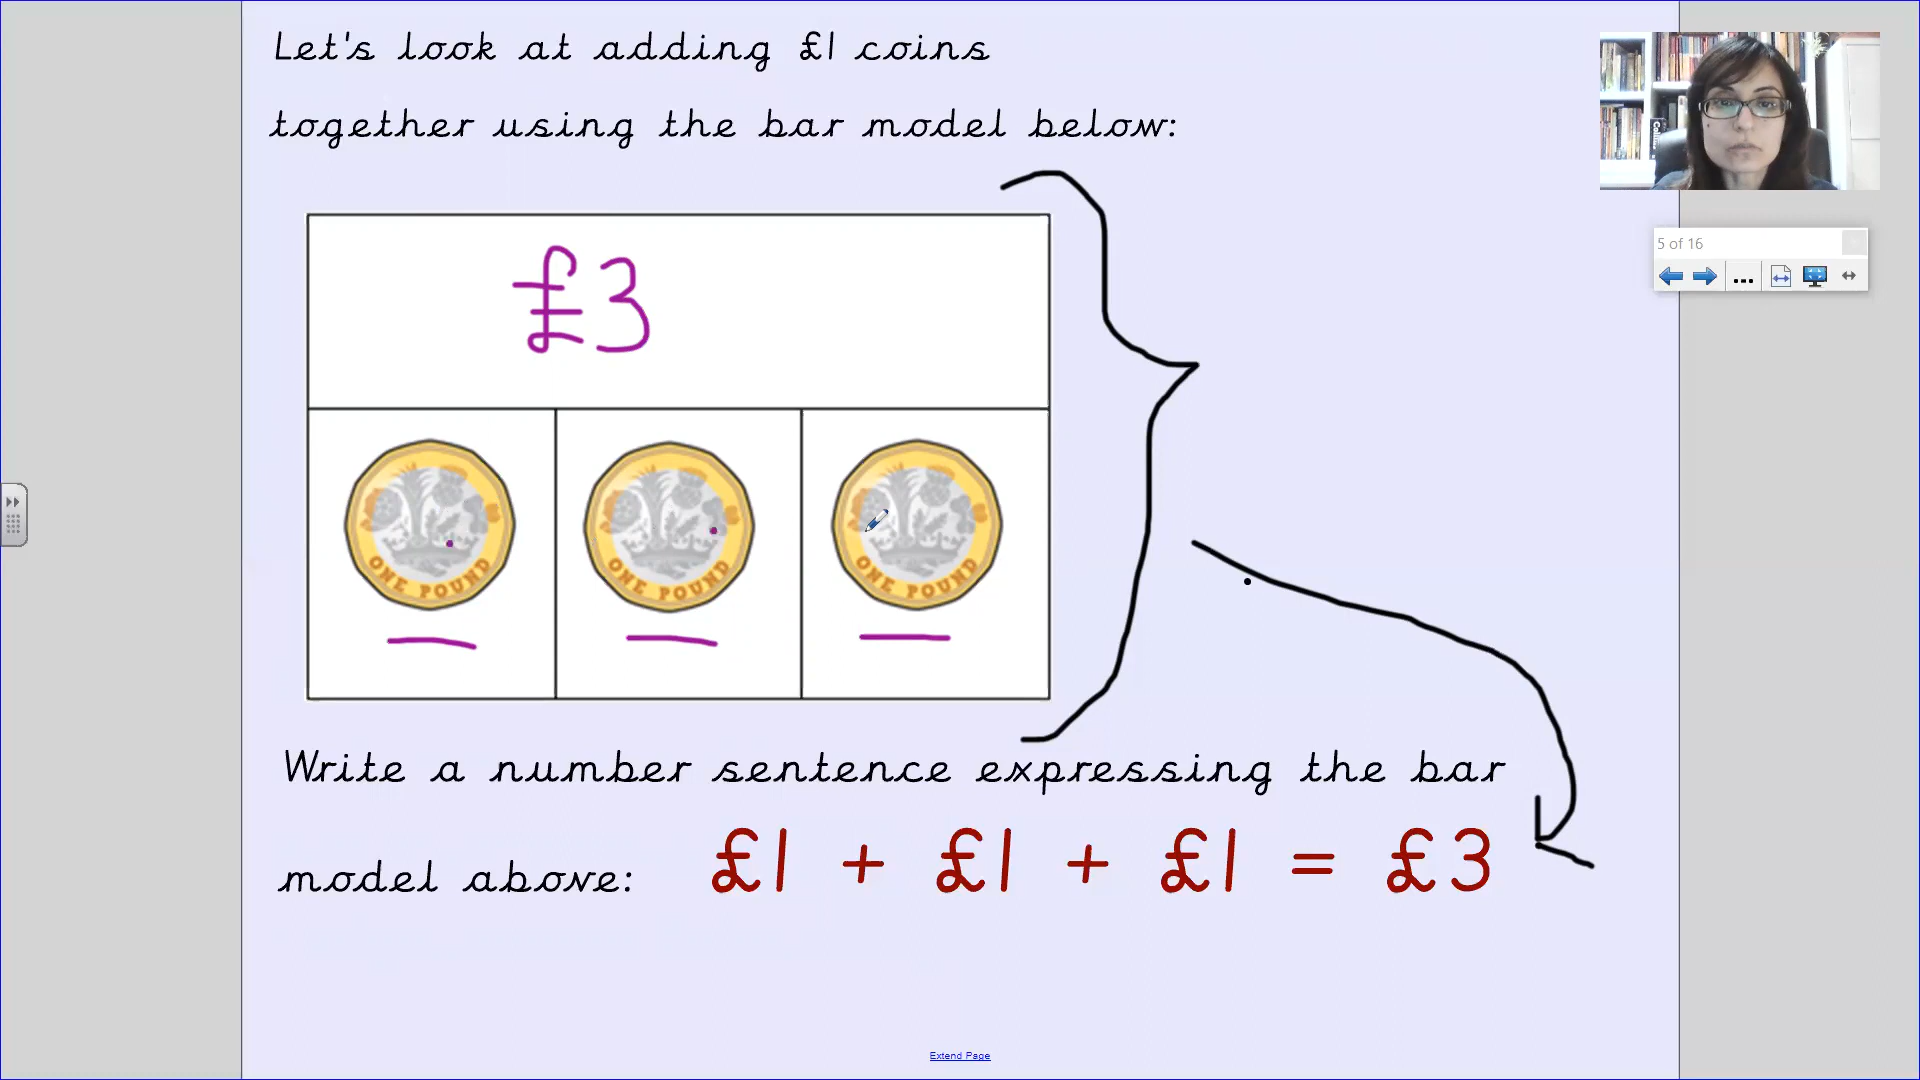 Let's look at adding £1 coins
together using the bar model below:
5 of 16
£3
ONE POUND
ONE POUND
ONE POUND
Write a number sentence expressing the bar
model above: £1 + £1 + £1 = £3
Extend Page